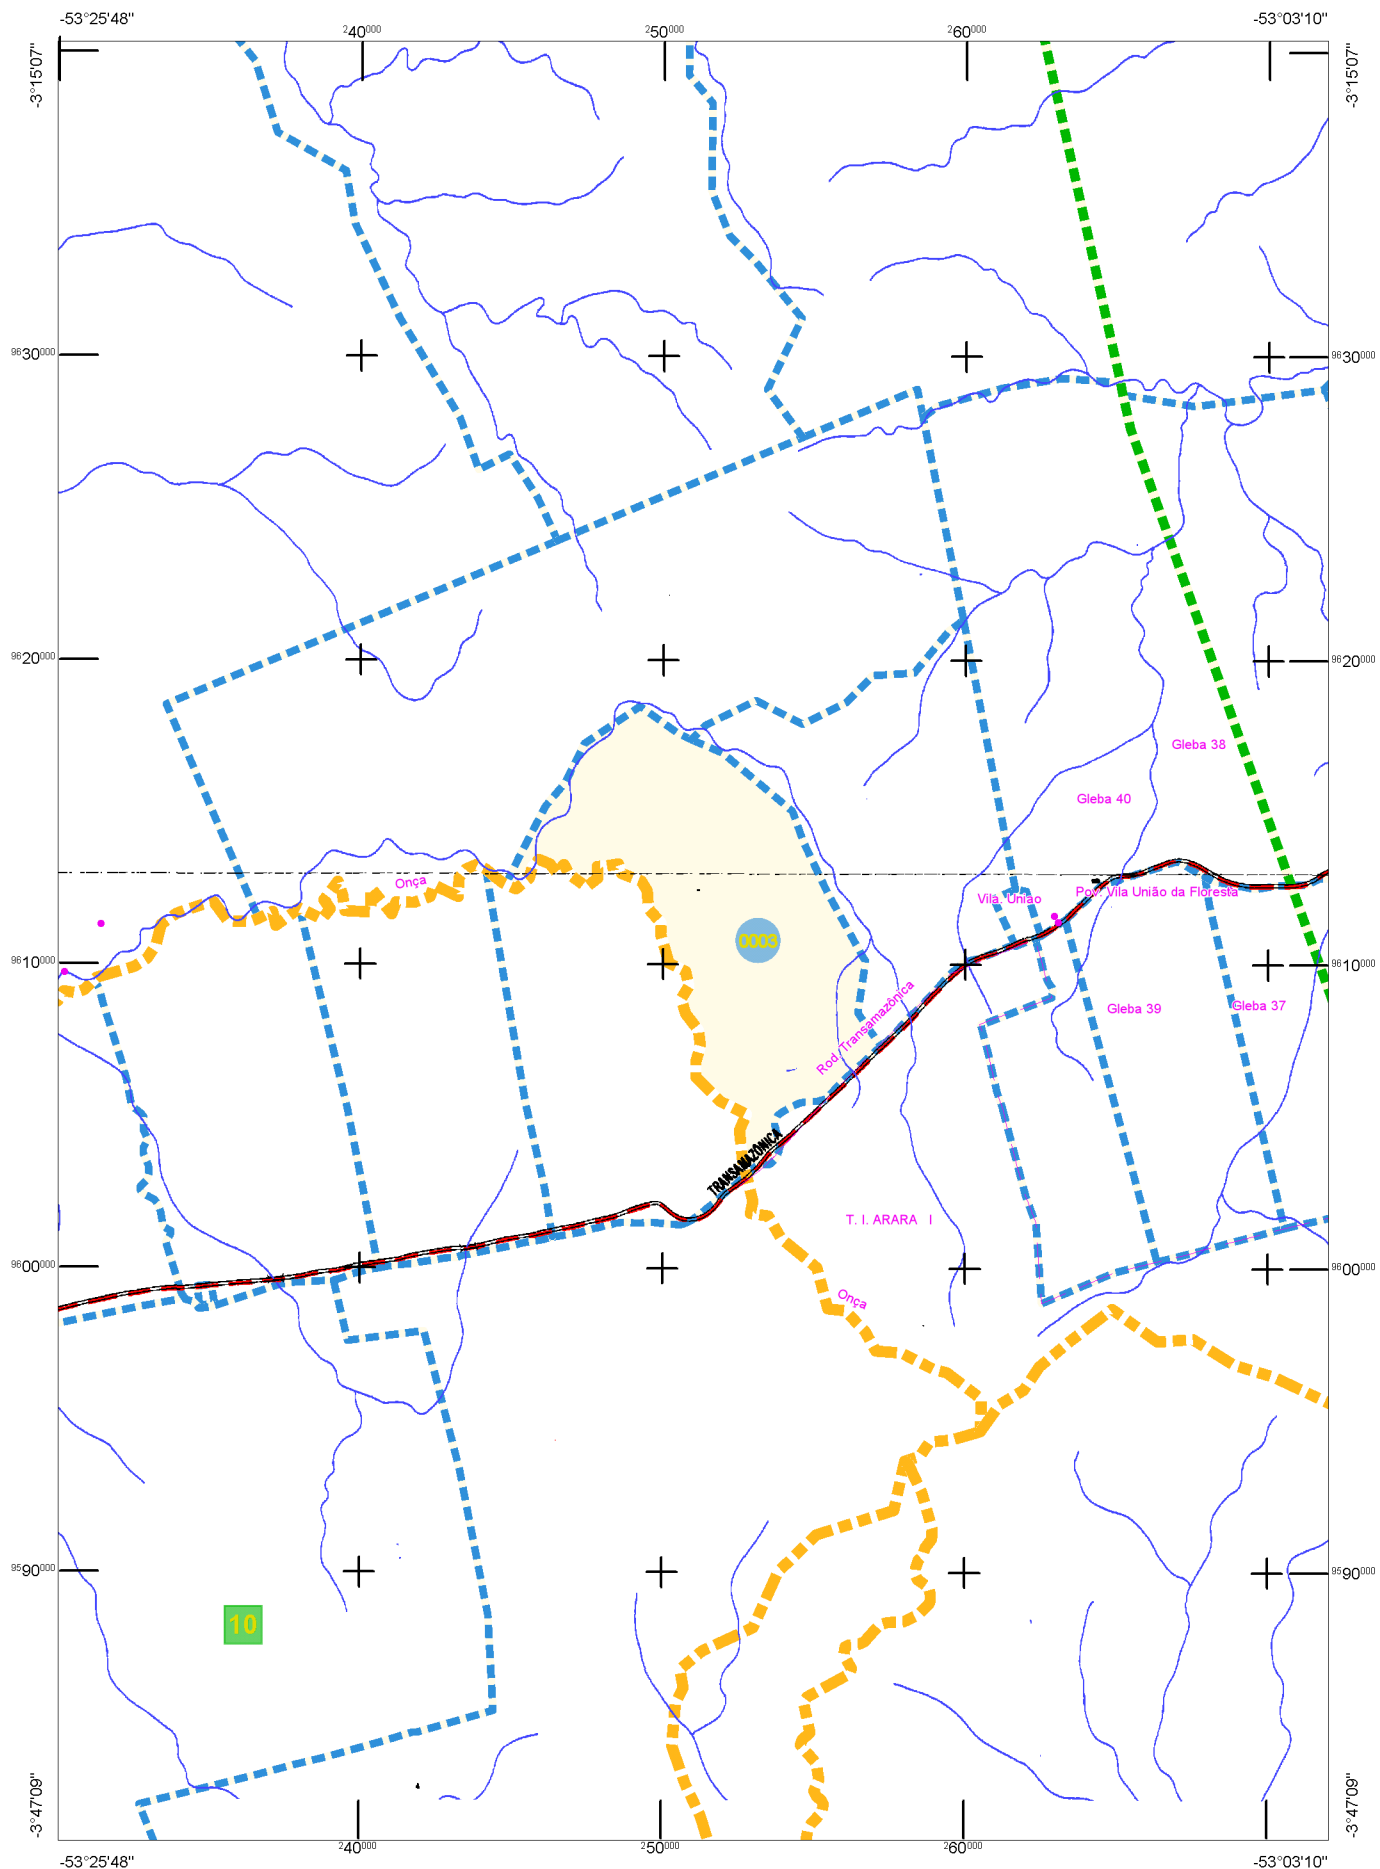 -53°25'48"
-53°03'10"
240000
250000
260000
-3°15'07"
-3°15'07"
9630000
9630000
9620000
9620000
Gleba 38
Gleba 40
Onça
Pov. Vila União da Floresta
Vila. União
0003
9610000
9610000
Gleba 39
Gleba 37
Rod. Transamazônica
TRANSAMAZÔNICA
T. I. ARARA I
9600000
9600000
Onça
9590000
9590000
10
-3°47'09"
-3°47'09"
240000
250000
260000
-53°25'48"
-53°03'10"